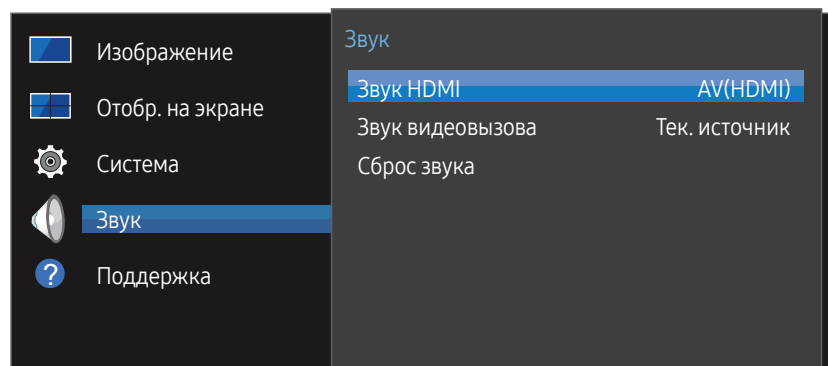 Изображение
Отобр. на экране
Система
Звук
Поддержка
Звук
Звук HDMI AV(HDMI)
Звук видеовызова Тек. источник
Сброс звука